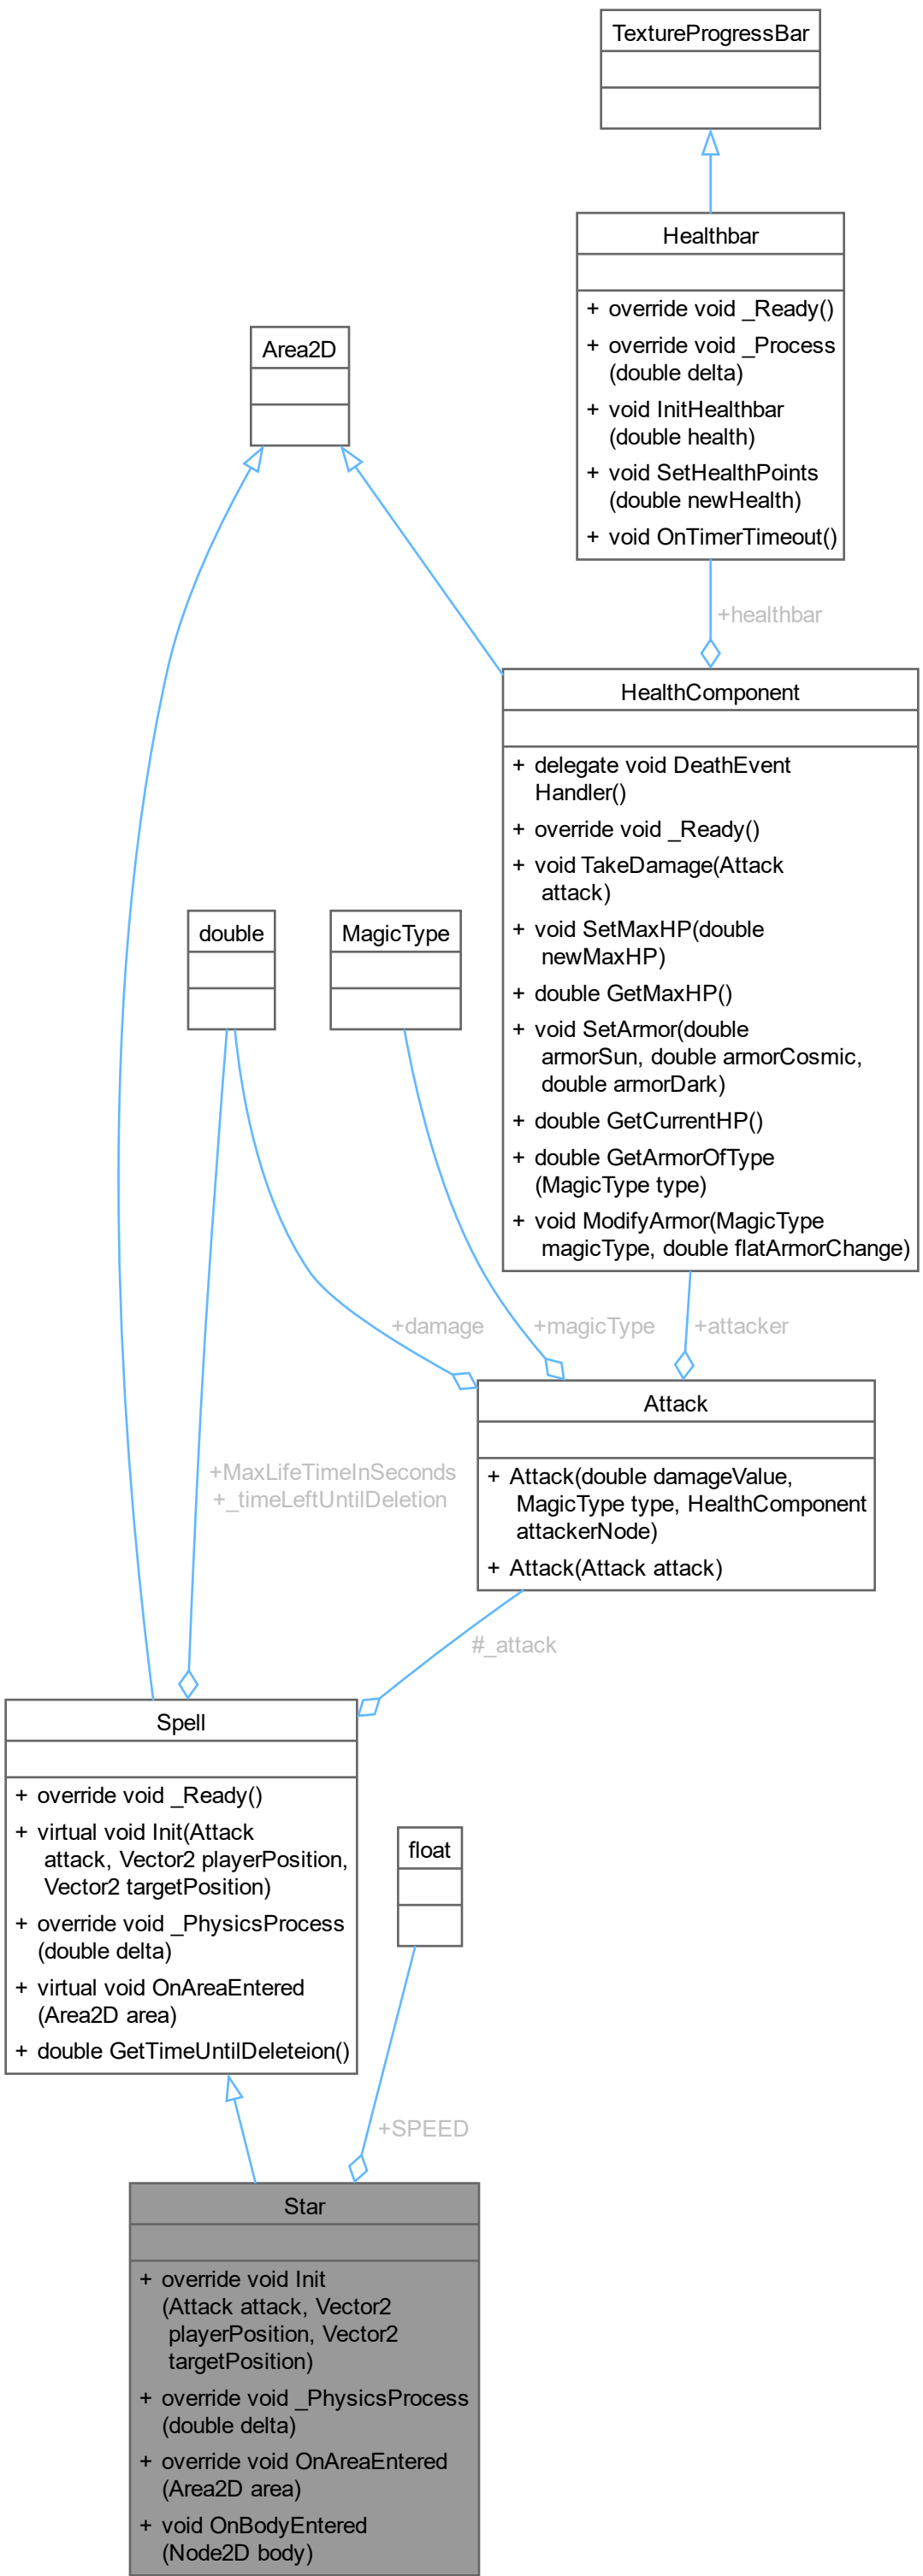 TextureProgressBar
Healthbar
+ override void _Ready()
+ override void _Process
(double delta)
+ void InitHealthbar
(double health)
+ void SetHealthPoints
(double newHealth)
+ void OnTimerTimeout()
Area2D
+healthbar
HealthComponent
+ delegate void DeathEvent
Handler()
+ override void _Ready()
+ void TakeDamage(Attack
attack)
+ void SetMaxHP(double
newMaxHP)
+ double GetMaxHP()
+ void SetArmor(double
armorSun, double armorCosmic,
double armorDark)
+ double GetCurrentHP()
+ double GetArmorOfType
(MagicType type)
+ void ModifyArmor(MagicType
magicType, double flatArmorChange)
double
MagicType
+damage
+magicType
+attacker
Attack
+ Attack(double damageValue,
MagicType type, HealthComponent
attackerNode)
+ Attack(Attack attack)
+MaxLifeTimeInSeconds
+_timeLeftUntilDeletion
#_attack
Spell
+ override void _Ready()
+ virtual void Init(Attack
attack, Vector2 playerPosition,
Vector2 targetPosition)
+ override void _PhysicsProcess
(double delta)
+ virtual void OnAreaEntered
(Area2D area)
+ double GetTimeUntilDeleteion()
float
+SPEED
Star
+ override void Init
(Attack attack, Vector2
playerPosition, Vector2
targetPosition)
+ override void _PhysicsProcess
(double delta)
+ override void OnAreaEntered
(Area2D area)
+ void OnBodyEntered
(Node2D body)